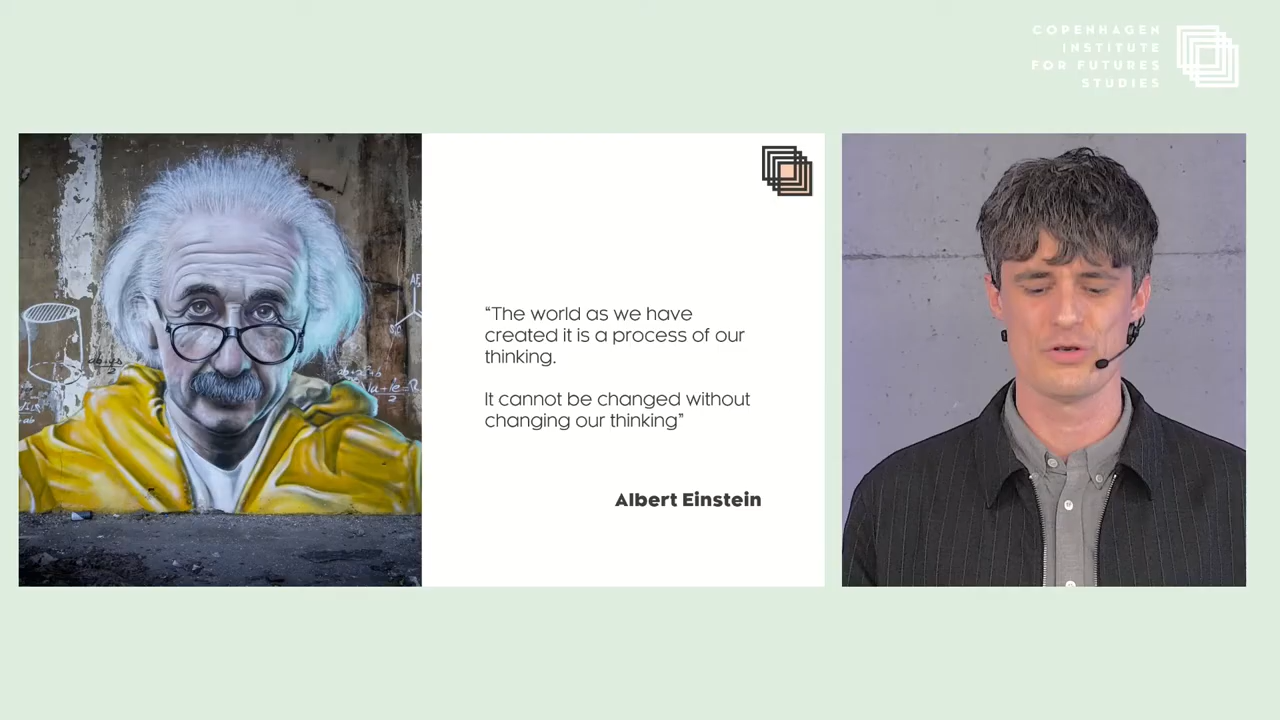 COPENHAGEN
INSTITUTE
FOR FUTURES
STUDIES
“The world as we have
created it is a process of our
thinking.
It cannot be changed without
changing our thinking”
Albert Einstein